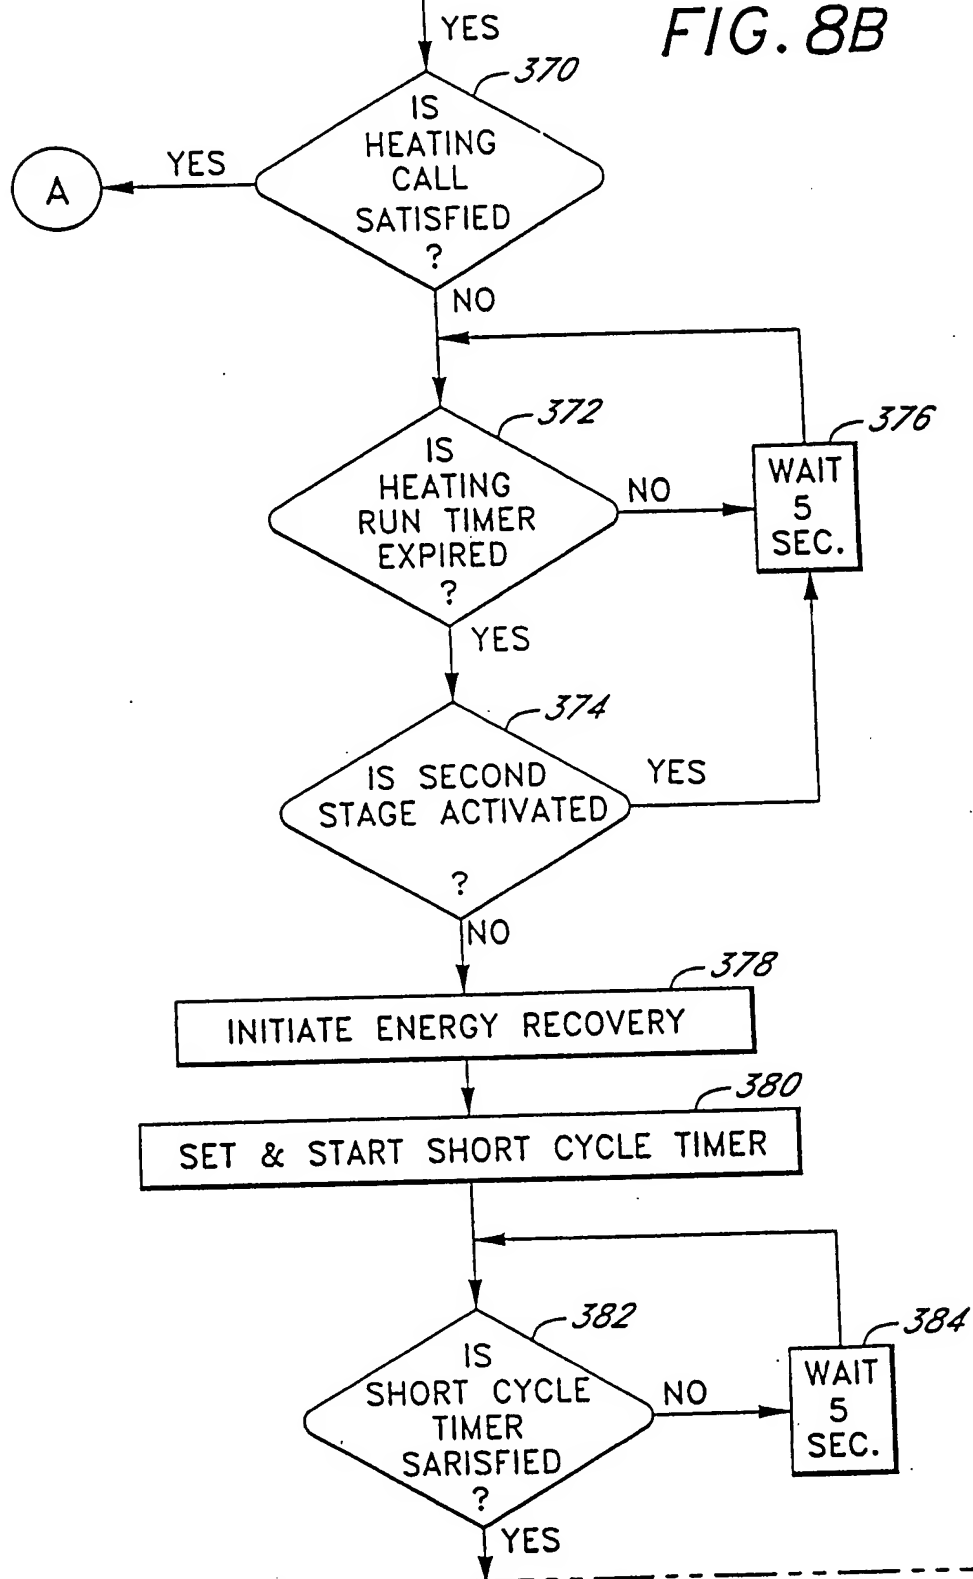 FIG. 8B
YES
370
IS
HEATING
CALL
SATISFIED
?
YES
A
NO
372
IS
HEATING
RUN TIMER
EXPIRED
?
NO
376
WAIT
5
SEC.
YES
374
IS SECOND
STAGE ACTIVATED
?
YES
NO
378
INITIATE ENERGY RECOVERY
380
SET & START SHORT CYCLE TIMER
382
IS
SHORT CYCLE
TIMER
SARISFIED
?
NO
384
WAIT
5
SEC.
YES